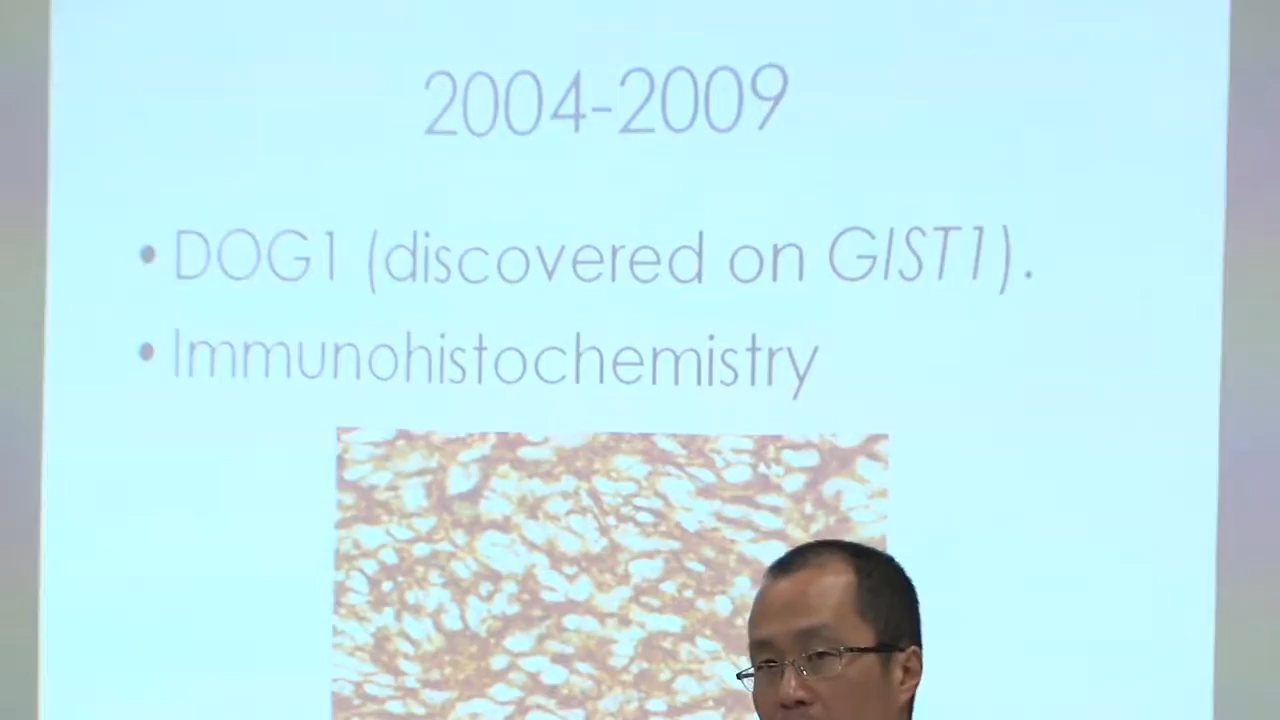 2004-2009
• DOG1 (discovered on GIST1).
• Immunohistochemistry